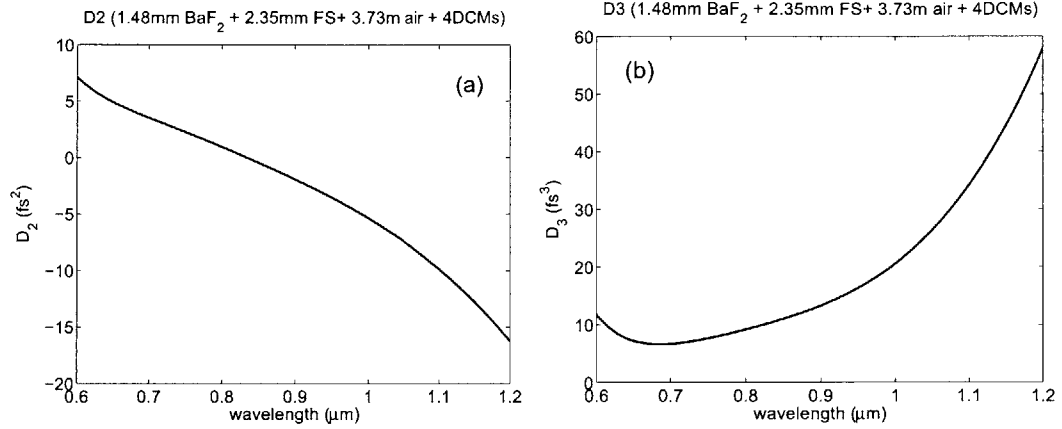 D2 (1.48mm BaF2 + 2.35mm FS+ 3.73m air + 4DCMs)
(a)
D2 (fs²)
10
5
0
−5
−10
−15
−20
0.6 0.7 0.8 0.9 1 1.1 1.2
wavelength (μm)
D3 (1.48mm BaF2 + 2.35mm FS+ 3.73m air + 4DCMs)
(b)
D3 (fs³)
60
50
40
30
20
10
0
0.6 0.7 0.8 0.9 1 1.1 1.2
wavelength (μm)